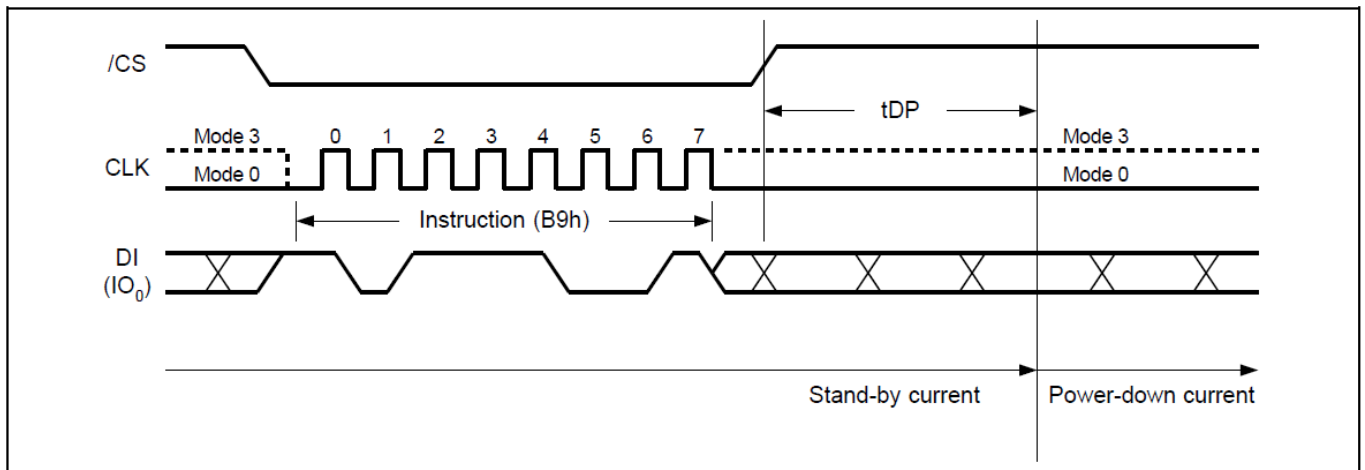 /CS
tDP
Mode 3 0 1 2 3 4 5 6 7 Mode 3
CLK
Mode 0 Mode 0
Instruction (B9h)
DI
(IO₀)
Stand-by current Power-down current